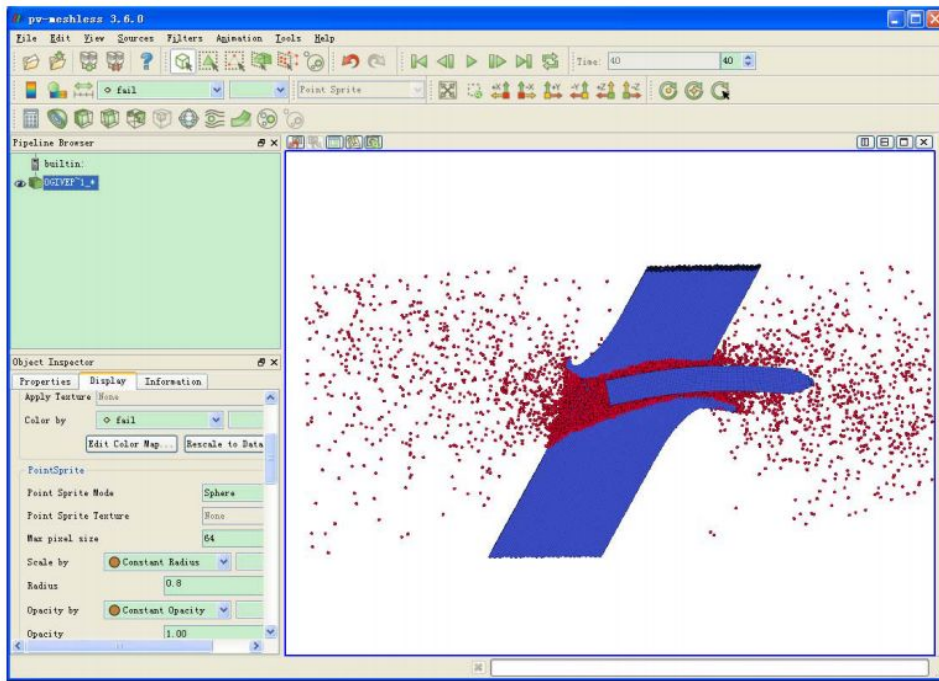 pv-meshless 3.6.0
File Edit View Sources Filters Animation Tools Help
Time: 40 40
fail Point Sprite
+X -X +Y -Y +Z -Z
Pipeline Browser
builtin:
OGIVEP~1_*
Object Inspector
Properties Display Information
Apply Texture None
Color by fail
Edit Color Map... Rescale to Data
PointSprite
Point Sprite Mode Sphere
Point Sprite Texture None
Max pixel size 64
Scale by Constant Radius
Radius 0.8
Opacity by Constant Opacity
Opacity 1.00